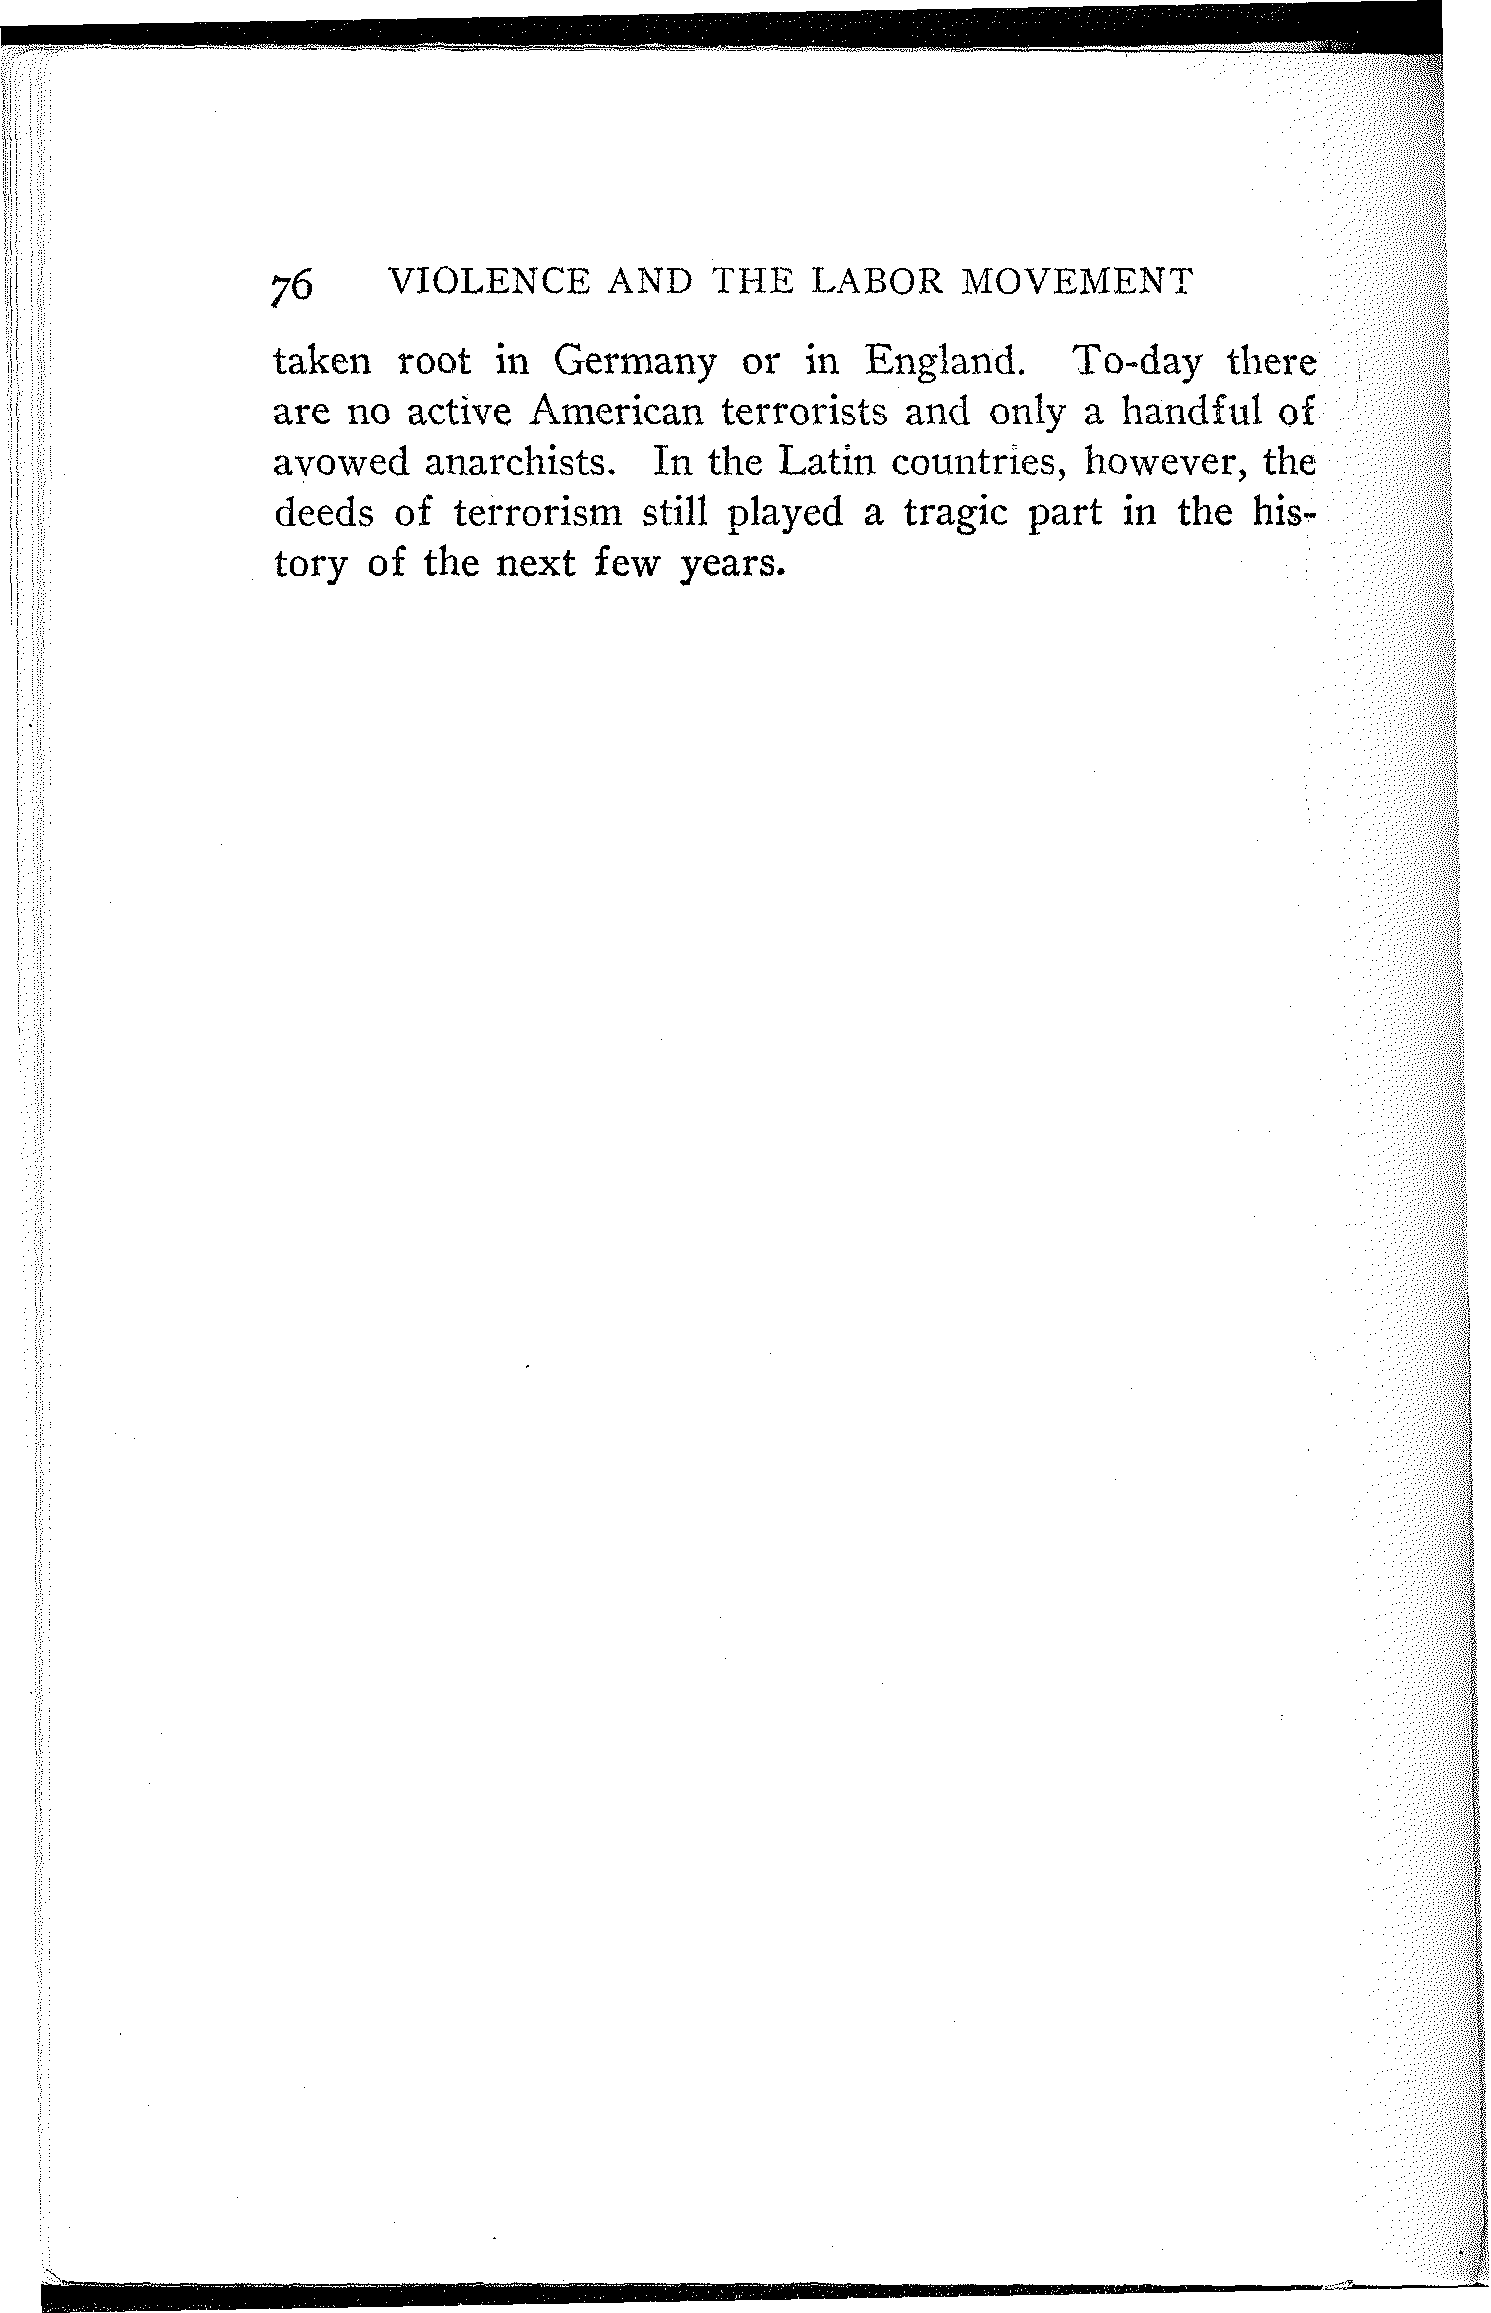 76 VIOLENCE AND THE LABOR MOVEMENT
taken root in Germany or in England. To-day there
are no active American terrorists and only a handful of
avowed anarchists. In the Latin countries, however, the
deeds of terrorism still played a tragic part in the his-
tory of the next few years.